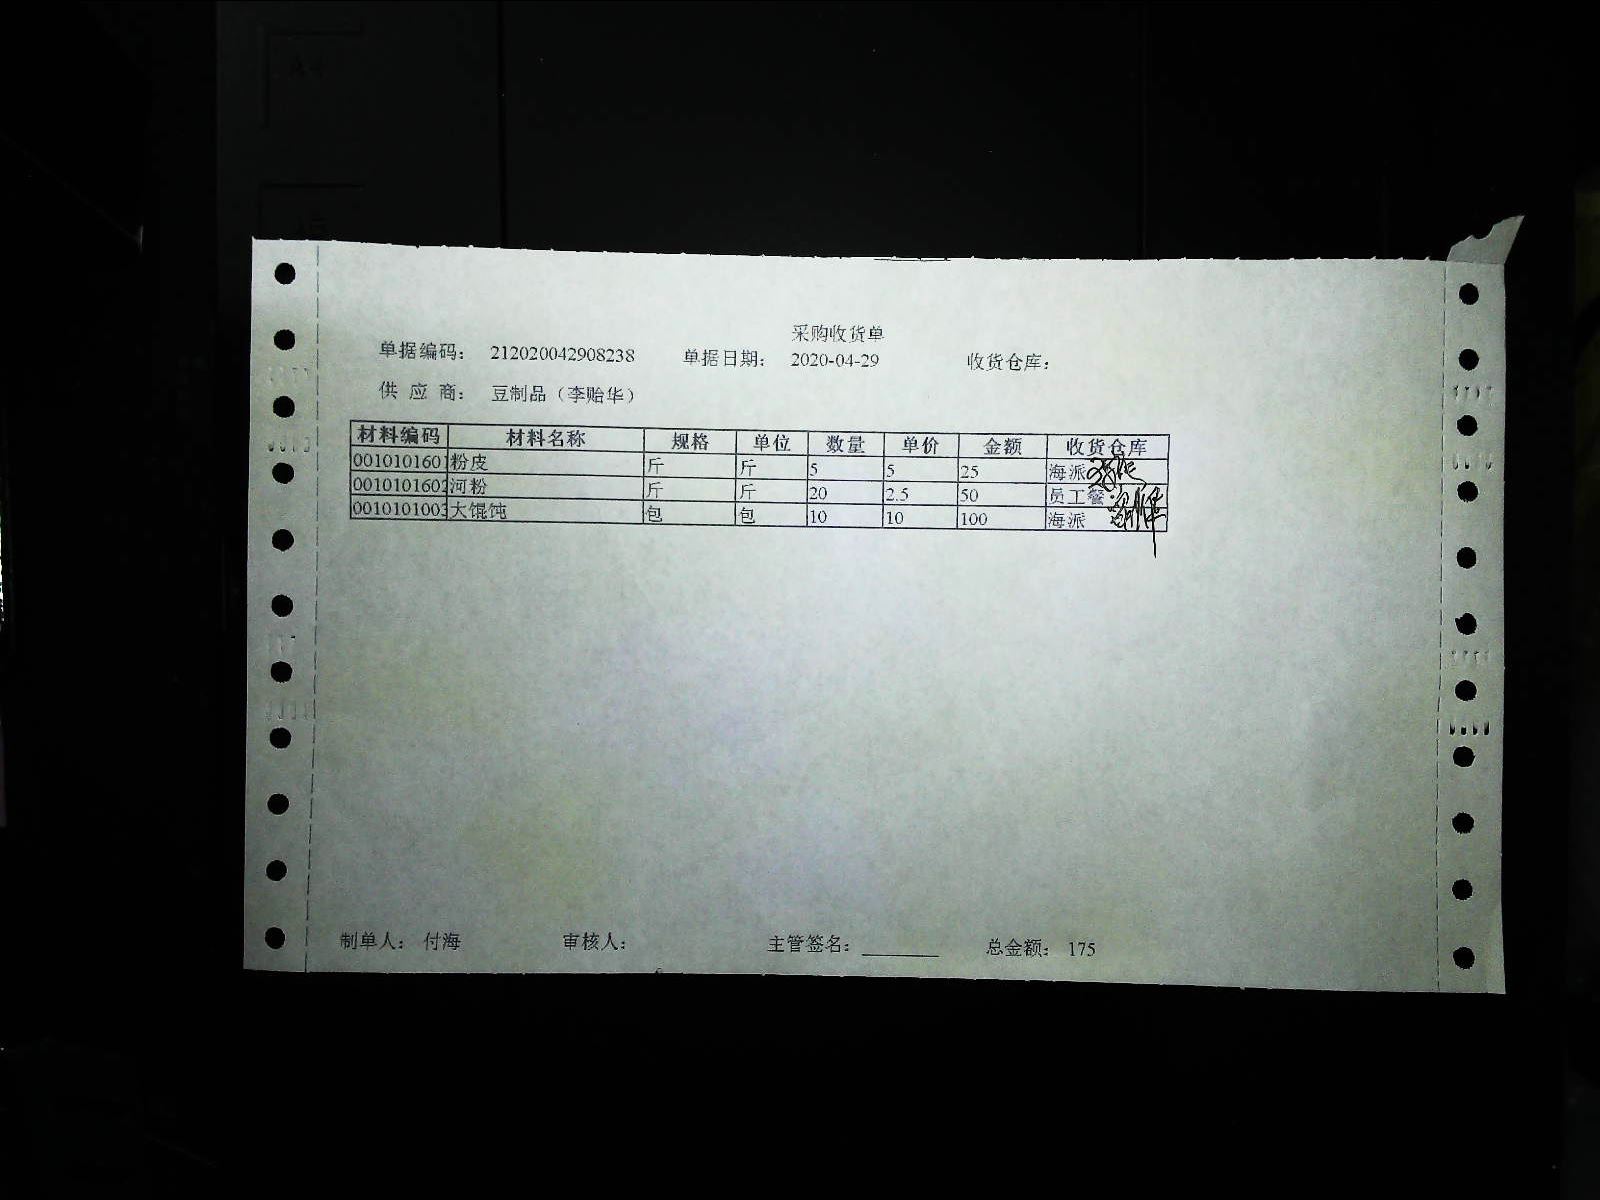 采购收货单
单据编码： 212020042908238 单据日期： 2020-04-29 收货仓库：
供 应 商： 豆制品（李贻华）
材料编码 材料名称 规格 单位 数量 单价 金额 收货仓库
0010101601 粉皮 斤 斤 5 5 25 海派
0010101602 河粉 斤 斤 20 2.5 50 员工餐
0010101003 大馄饨 包 包 10 10 100 海派
制单人： 付海 审核人： 主管签名： 总金额： 175